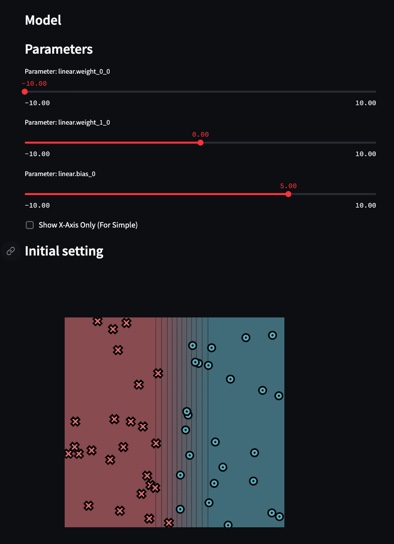 Model
Parameters
Parameter: linear.weight_0_0
-10.00
-10.00 10.00
Parameter: linear.weight_1_0
0.00
-10.00 10.00
Parameter: linear.bias_0
5.00
-10.00 10.00
Show X-Axis Only (For Simple)
Initial setting